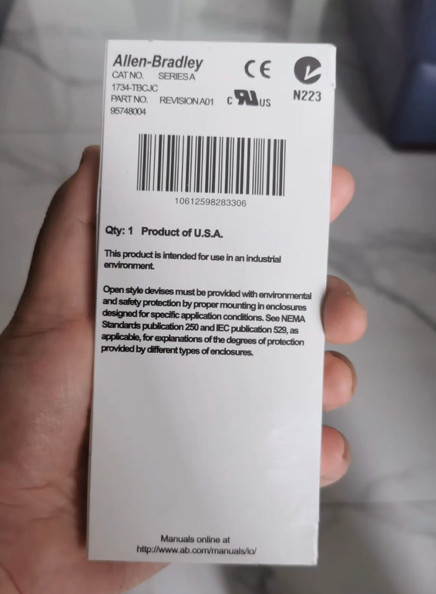 Allen-Bradley
CAT NO. SERIES A
1734-TBCJC
PART NO. REVISION A01
95748004
CE
C UR US
N223
10612598283306
Qty: 1 Product of U.S.A.
This product is intended for use in an industrial
environment.
Open style devises must be provided with environmental
and safety protection by proper mounting in enclosures
designed for specific application conditions. See NEMA
Standards publication 250 and IEC publication 529, as
applicable, for explanations of the degrees of protection
provided by different types of enclosures.
Manuals online at
http://www.ab.com/manuals/io/